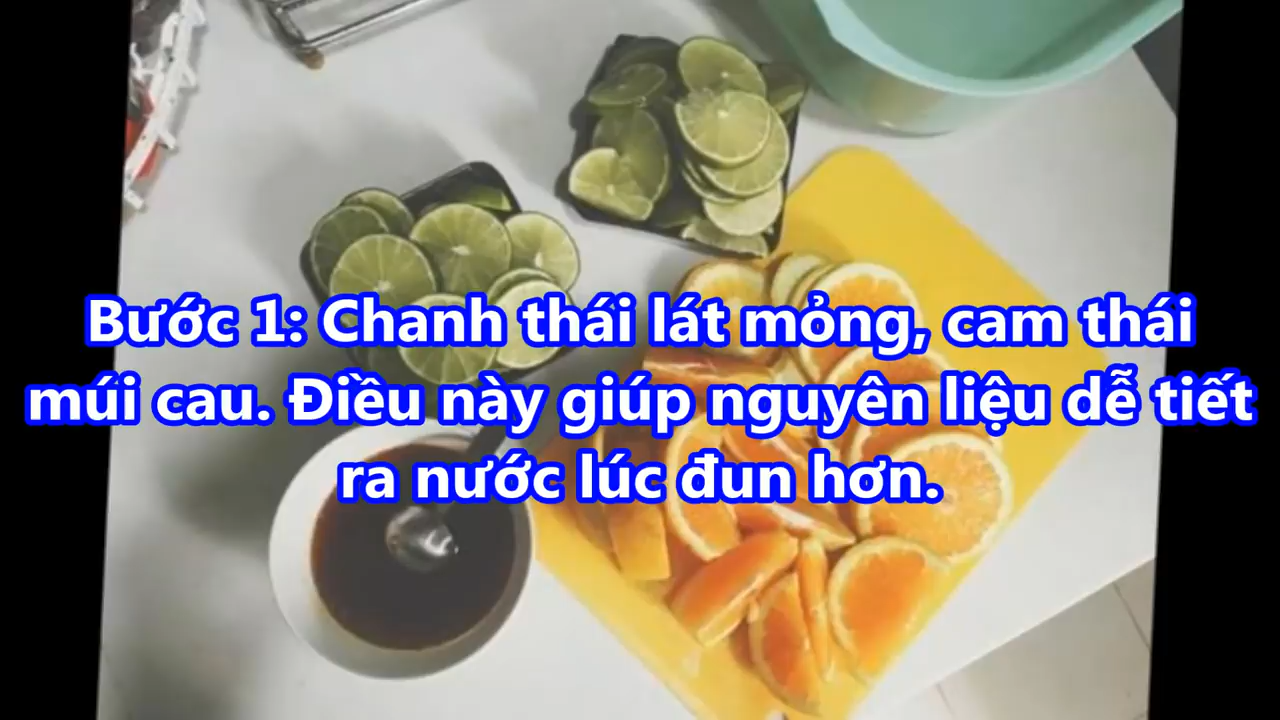 Bước 1: Chanh thái lát mỏng, cam thái
múi cau. Điều này giúp nguyên liệu dễ tiết
ra nước lúc đun hơn.